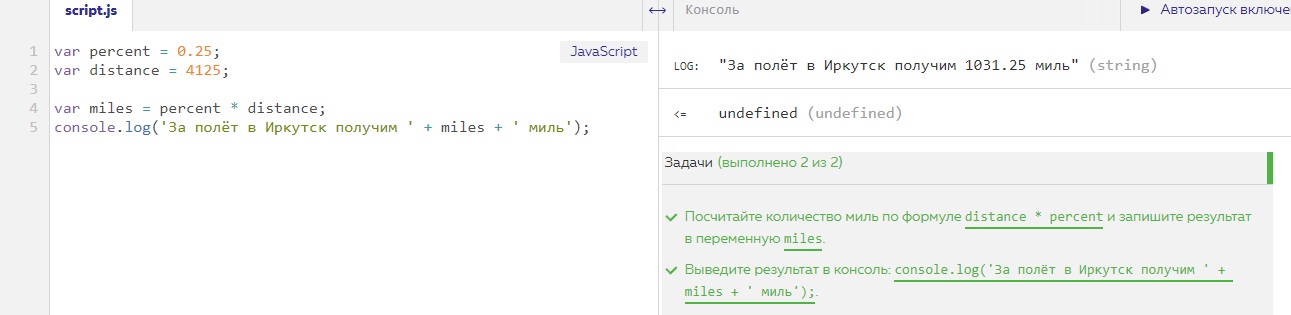 script.js
↔
Консоль
▶ Автозапуск включе
JavaScript
1 var percent = 0.25;
2 var distance = 4125;
3
4 var miles = percent * distance;
5 console.log('За полёт в Иркутск получим ' + miles + ' миль');
LOG: "За полёт в Иркутск получим 1031.25 миль" (string)
<= undefined (undefined)
Задачи (выполнено 2 из 2)
Посчитайте количество миль по формуле distance * percent и запишите результат
в переменную miles.
Выведите результат в консоль: console.log('За полёт в Иркутск получим ' +
miles + ' миль');.